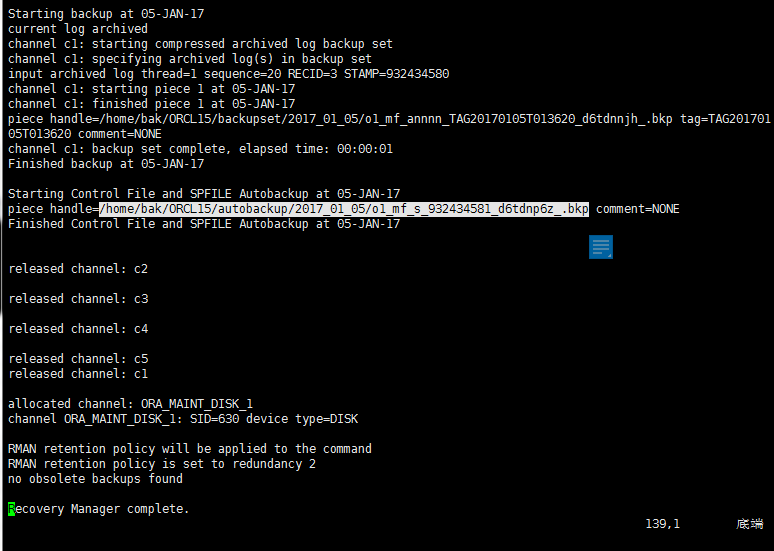 Starting backup at 05-JAN-17
current log archived
channel c1: starting compressed archived log backup set
channel c1: specifying archived log(s) in backup set
input archived log thread=1 sequence=20 RECID=3 STAMP=932434580
channel c1: starting piece 1 at 05-JAN-17
channel c1: finished piece 1 at 05-JAN-17
piece handle=/home/bak/ORCL15/backupset/2017_01_05/o1_mf_annnn_TAG20170105T013620_d6tdnnjh_.bkp tag=TAG201701
05T013620 comment=NONE
channel c1: backup set complete, elapsed time: 00:00:01
Finished backup at 05-JAN-17
Starting Control File and SPFILE Autobackup at 05-JAN-17
piece handle=/home/bak/ORCL15/autobackup/2017_01_05/o1_mf_s_932434581_d6tdnp6z_.bkp comment=NONE
Finished Control File and SPFILE Autobackup at 05-JAN-17
released channel: c2
released channel: c3
released channel: c4
released channel: c5
released channel: c1
allocated channel: ORA_MAINT_DISK_1
channel ORA_MAINT_DISK_1: SID=630 device type=DISK
RMAN retention policy will be applied to the command
RMAN retention policy is set to redundancy 2
no obsolete backups found
Recovery Manager complete.
139,1 底端